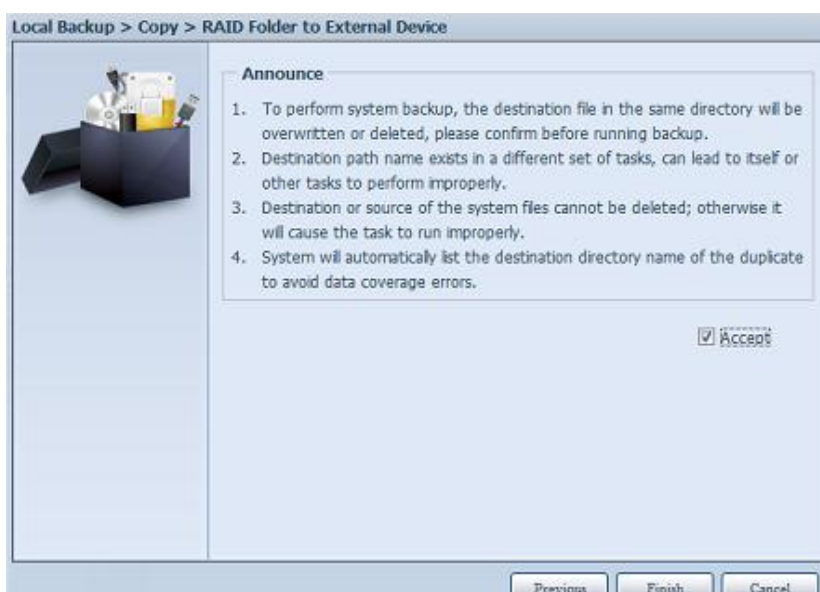 Local Backup > Copy > RAID Folder to External Device
Announce
1. To perform system backup, the destination file in the same directory will be
overwritten or deleted, please confirm before running backup.
2. Destination path name exists in a different set of tasks, can lead to itself or
other tasks to perform improperly.
3. Destination or source of the system files cannot be deleted; otherwise it
will cause the task to run improperly.
4. System will automatically list the destination directory name of the duplicate
to avoid data coverage errors.
Accept
Previous Finish Cancel